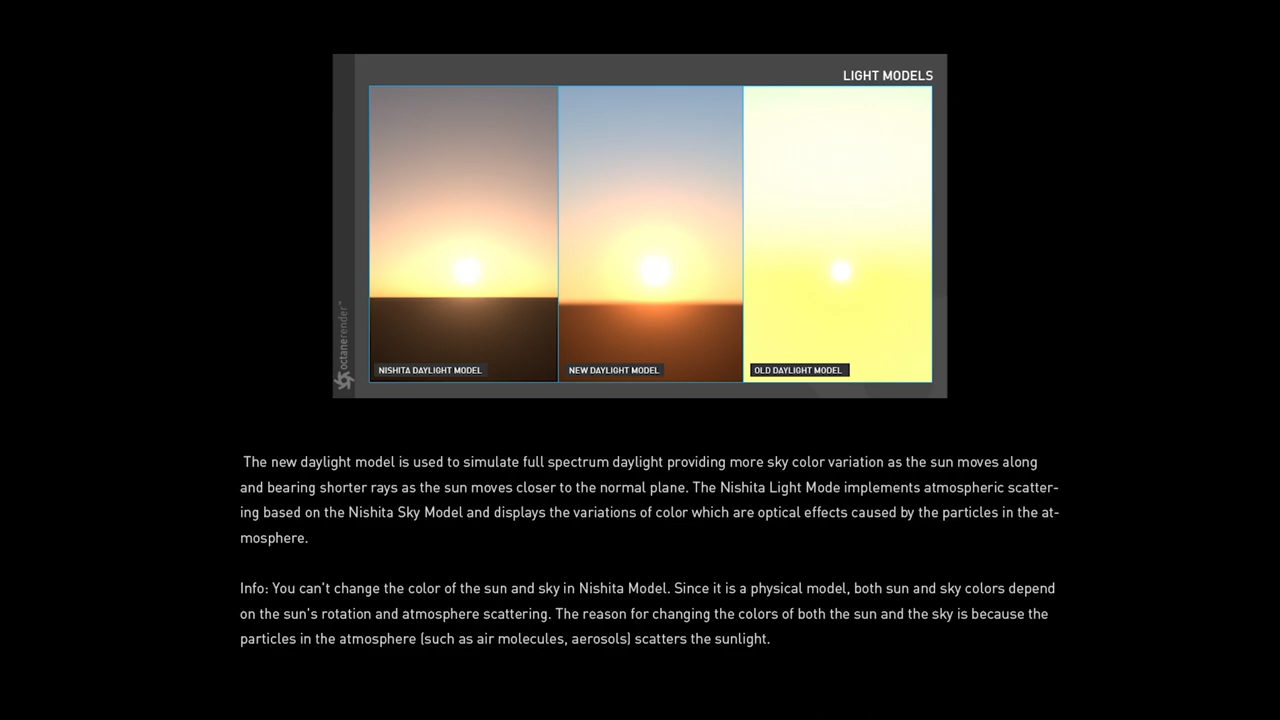 LIGHT MODELS
octanerender™
NISHITA DAYLIGHT MODEL
NEW DAYLIGHT MODEL
OLD DAYLIGHT MODEL
The new daylight model is used to simulate full spectrum daylight providing more sky color variation as the sun moves along
and bearing shorter rays as the sun moves closer to the normal plane. The Nishita Light Mode implements atmospheric scatter-
ing based on the Nishita Sky Model and displays the variations of color which are optical effects caused by the particles in the at-
mosphere.
Info: You can't change the color of the sun and sky in Nishita Model. Since it is a physical model, both sun and sky colors depend
on the sun's rotation and atmosphere scattering. The reason for changing the colors of both the sun and the sky is because the
particles in the atmosphere (such as air molecules, aerosols) scatters the sunlight.